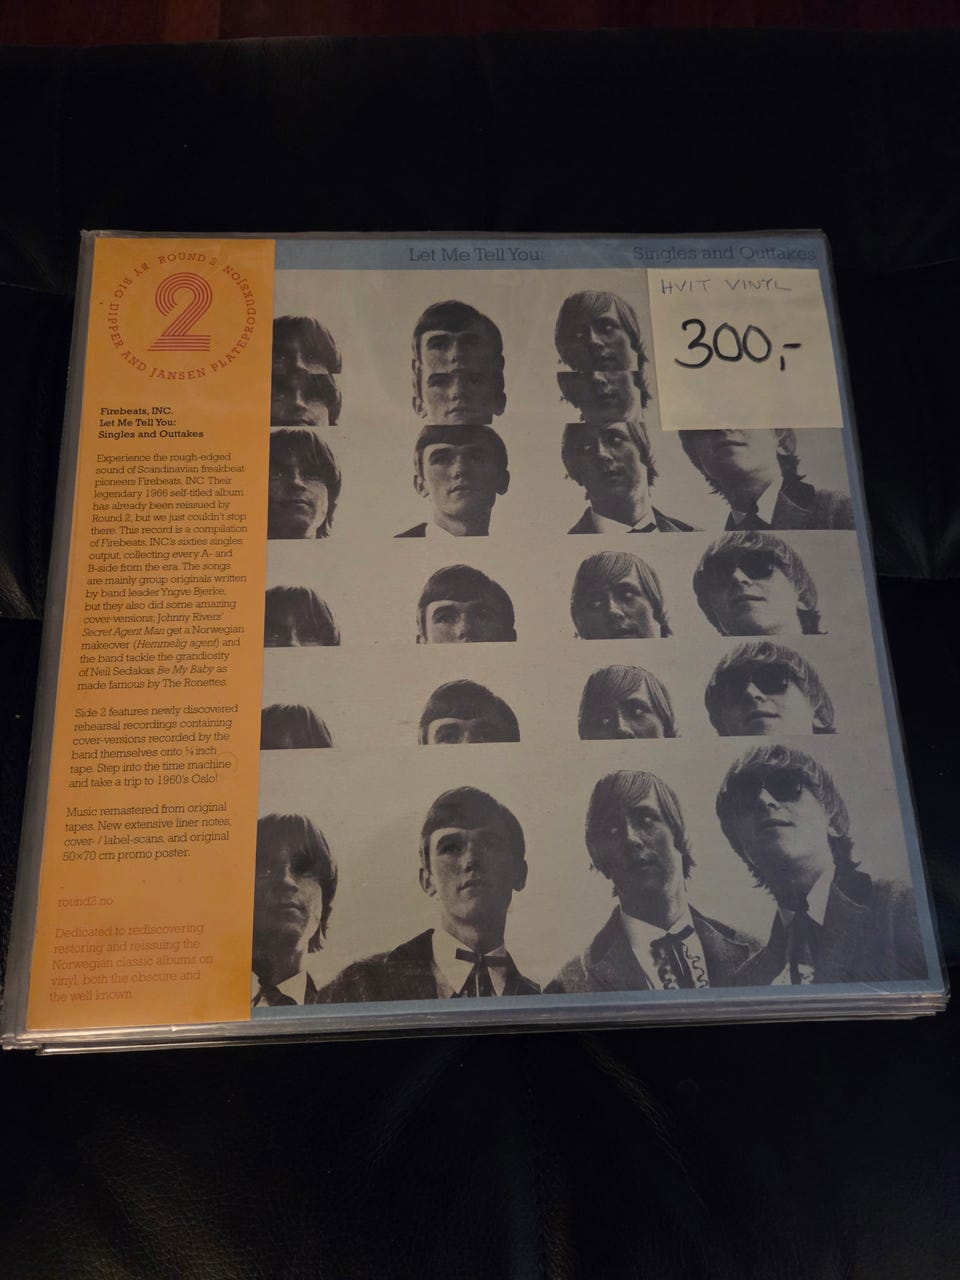 ROUND 2
BY BIG DIPPER AND JANSEN PLATEPRODUKSJON
2
Let Me Tell You:
Singles and Outtakes
HVIT VINYL
300,-
Firebeats, INC.
Let Me Tell You:
Singles and Outtakes
Experience the rough-edged
sound of Scandinavian freakbeat
pioneers Firebeats, INC. Their
legendary 1966 self-titled album
has already been reissued by
Round 2, but we just couldn't stop
there. This record is a compilation
of Firebeats, INC's sixties singles
output, collecting every A- and
B-side from the era. The songs
are mainly group originals written
by band leader Yngve Bjerke,
but they also did some amazing
cover-versions; Johnny Rivers'
Secret Agent Man get a Norwegian
makeover (Hemmelig agent) and
the band tackle the grandiosity
of Neil Sedakas Be My Baby as
made famous by The Ronettes.
Side 2 features newly discovered
rehearsal recordings containing
cover-versions recorded by the
band themselves onto ¼ inch
tape. Step into the time machine
and take a trip to 1960's Oslo!
Music remastered from original
tapes. New extensive liner notes,
cover- / label-scans, and original
50×70 cm promo poster.
round2.no
Dedicated to rediscovering,
restoring and reissuing the
Norwegian classic albums on
vinyl, both the obscure and
the well known.